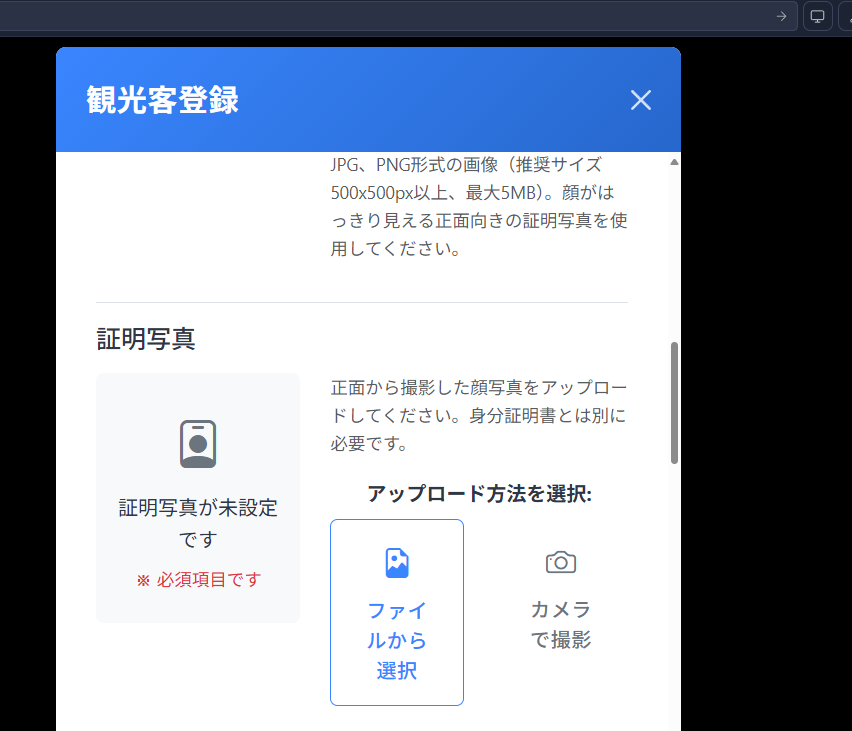 観光客登録
JPG、PNG形式の画像（推奨サイズ
500x500px以上、最大5MB）。顔がは
っきり見える正面向きの証明写真を使
用してください。
証明写真
証明写真が未設定
です
※ 必須項目です
正面から撮影した顔写真をアップロー
ドしてください。身分証明書とは別に
必要です。
アップロード方法を選択:
ファイ
ルから
選択
カメラ
で撮影